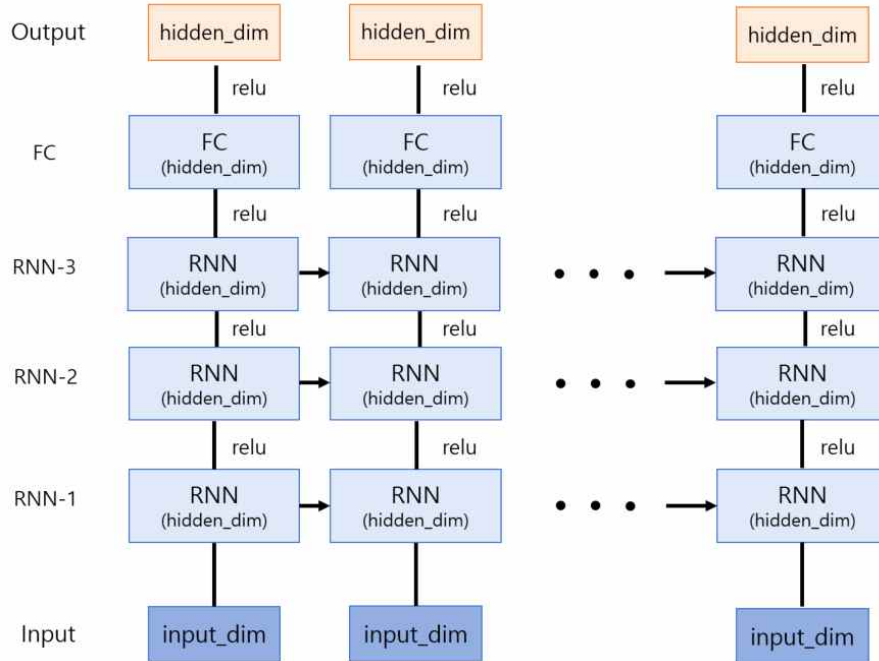 Output
hidden_dim
hidden_dim
hidden_dim
relu
relu
relu
FC
FC
(hidden_dim)
FC
(hidden_dim)
FC
(hidden_dim)
relu
relu
relu
RNN-3
RNN
(hidden_dim)
RNN
(hidden_dim)
RNN
(hidden_dim)
relu
relu
relu
RNN-2
RNN
(hidden_dim)
RNN
(hidden_dim)
RNN
(hidden_dim)
relu
relu
relu
RNN-1
RNN
(hidden_dim)
RNN
(hidden_dim)
RNN
(hidden_dim)
Input
input_dim
input_dim
input_dim